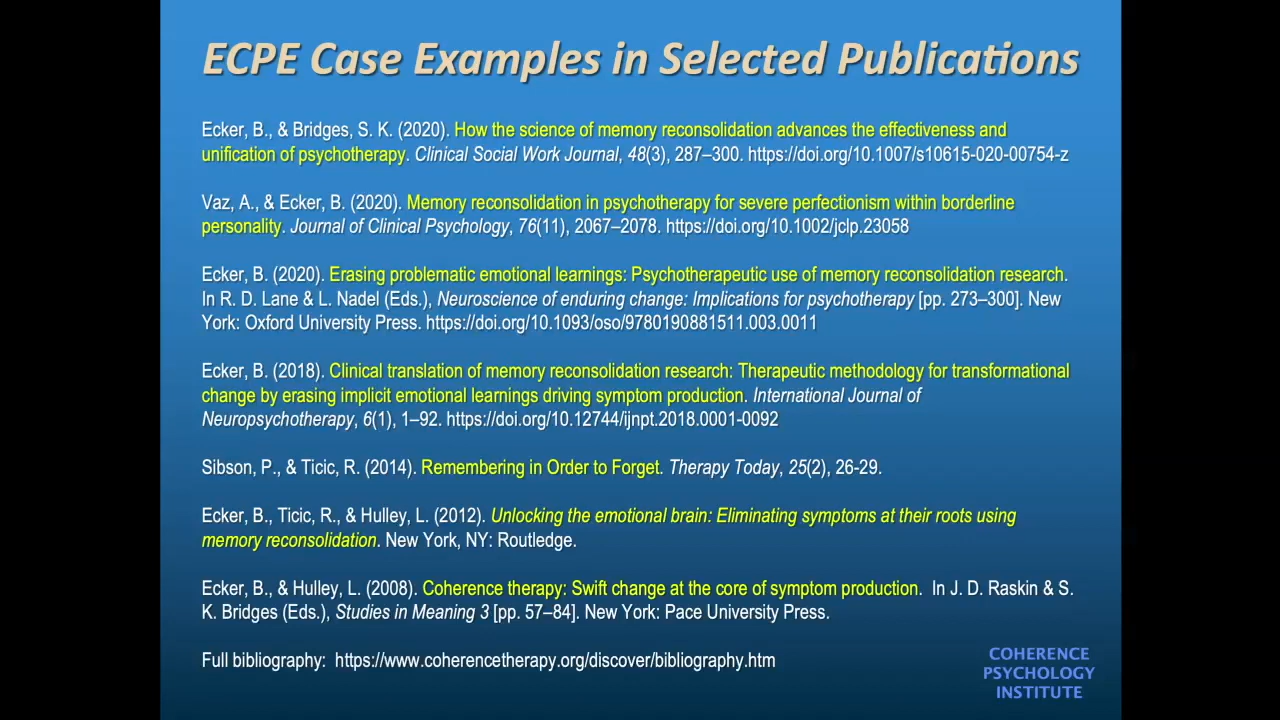 ECPE Case Examples in Selected Publications
Ecker, B., & Bridges, S. K. (2020). How the science of memory reconsolidation advances the effectiveness and
unification of psychotherapy. Clinical Social Work Journal, 48(3), 287–300. https://doi.org/10.1007/s10615-020-00754-z
Vaz, A., & Ecker, B. (2020). Memory reconsolidation in psychotherapy for severe perfectionism within borderline
personality. Journal of Clinical Psychology, 76(11), 2067–2078. https://doi.org/10.1002/jclp.23058
Ecker, B. (2020). Erasing problematic emotional learnings: Psychotherapeutic use of memory reconsolidation research.
In R. D. Lane & L. Nadel (Eds.), Neuroscience of enduring change: Implications for psychotherapy [pp. 273–300]. New
York: Oxford University Press. https://doi.org/10.1093/oso/9780190881511.003.0011
Ecker, B. (2018). Clinical translation of memory reconsolidation research: Therapeutic methodology for transformational
change by erasing implicit emotional learnings driving symptom production. International Journal of
Neuropsychotherapy, 6(1), 1–92. https://doi.org/10.12744/ijnpt.2018.0001-0092
Sibson, P., & Ticic, R. (2014). Remembering in Order to Forget. Therapy Today, 25(2), 26-29.
Ecker, B., Ticic, R., & Hulley, L. (2012). Unlocking the emotional brain: Eliminating symptoms at their roots using
memory reconsolidation. New York, NY: Routledge.
Ecker, B., & Hulley, L. (2008). Coherence therapy: Swift change at the core of symptom production. In J. D. Raskin & S.
K. Bridges (Eds.), Studies in Meaning 3 [pp. 57–84]. New York: Pace University Press.
Full bibliography: https://www.coherencetherapy.org/discover/bibliography.htm
COHERENCE
PSYCHOLOGY
INSTITUTE